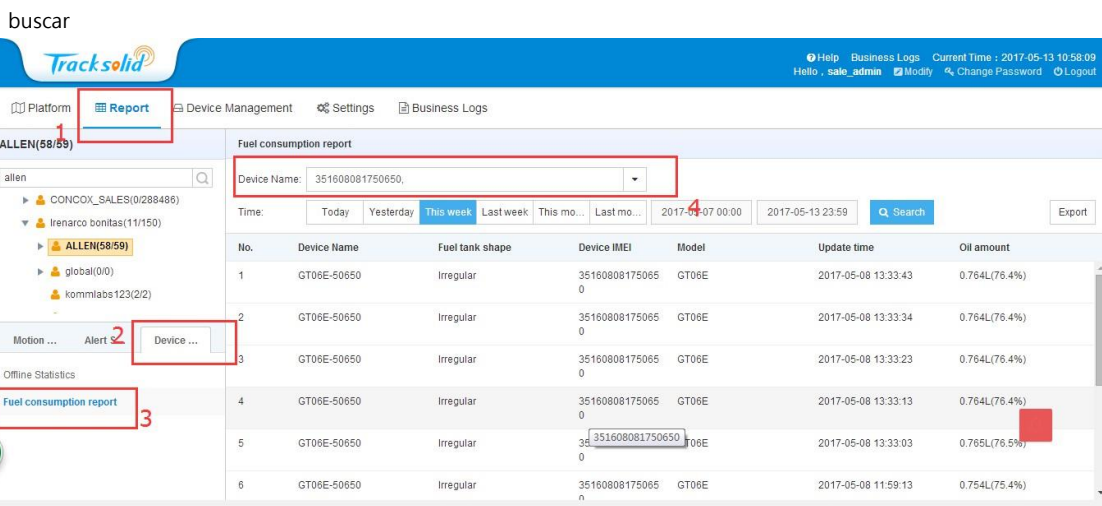 buscar
Tracksolid
Help Business Logs Current Time : 2017-05-13 10:58:09
Hello , sale_admin Modify Change Password Logout
Platform Report Device Management Settings Business Logs
1
ALLEN(58/59)
Fuel consumption report
allen
Device Name: 351608081750650,
4
CONCOX_SALES(0/288486)
Irenarco bonitas(11/150)
ALLEN(58/59)
global(0/0)
kommlabs123(2/2)
Time: Today Yesterday This week Last week This mo... Last mo... 2017-05-07 00:00 2017-05-13 23:59 Search Export
No. Device Name Fuel tank shape Device IMEI Model Update time Oil amount
1 GT06E-50650 Irregular 351608081750650 GT06E 2017-05-08 13:33:43 0.764L(76.4%)
2 GT06E-50650 Irregular 351608081750650 GT06E 2017-05-08 13:33:34 0.764L(76.4%)
2
Motion ... Alert S... Device ...
3 GT06E-50650 Irregular 351608081750650 GT06E 2017-05-08 13:33:23 0.764L(76.4%)
Offline Statistics
Fuel consumption report
3
4 GT06E-50650 Irregular 351608081750650 GT06E 2017-05-08 13:33:13 0.764L(76.4%)
351608081750650
5 GT06E-50650 Irregular 35 0 GT06E 2017-05-08 13:33:03 0.765L(76.5%)
6 GT06E-50650 Irregular 351608081750650 GT06E 2017-05-08 11:59:13 0.754L(75.4%)